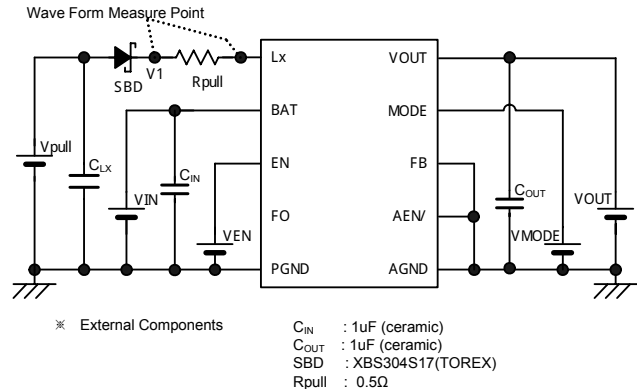 Wave Form Measure Point
Lx
VOUT
V1
SBD
Rpull
BAT
MODE
Vpull
CLX
EN
FB
CIN
COUT
VIN
VOUT
FO
AEN/
VEN
VMODE
PGND
AGND
※ External Components
CIN : 1uF (ceramic)
COUT : 1uF (ceramic)
SBD : XBS304S17(TOREX)
Rpull : 0.5Ω